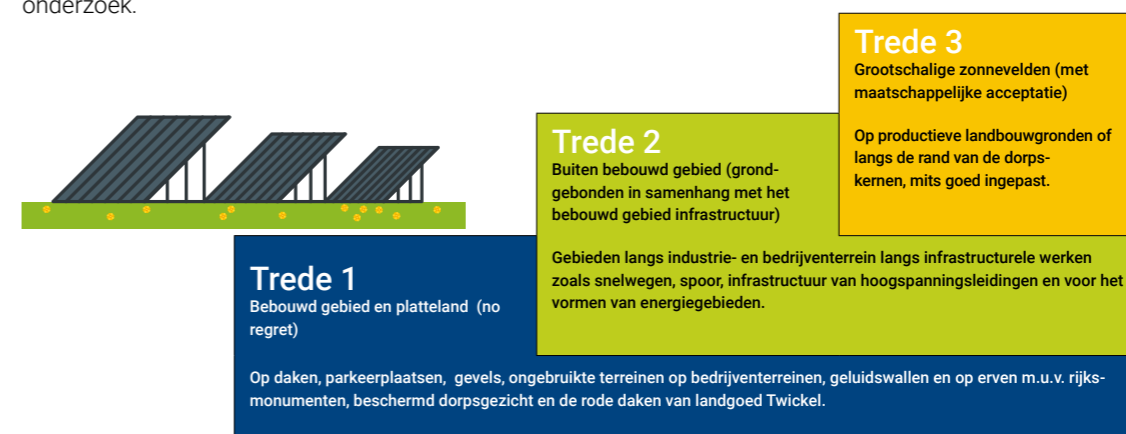 onderzoek.
Trede 3
Grootschalige zonnevelden (met
maatschappelijke acceptatie)
Op productieve landbouwgronden of
langs de rand van de dorps-
kernen, mits goed ingepast.
Trede 2
Buiten bebouwd gebied (grond-
gebonden in samenhang met het
bebouwd gebied infrastructuur)
Gebieden langs industrie- en bedrijventerrein langs infrastructurele werken
zoals snelwegen, spoor, infrastructuur van hoogspanningsleidingen en voor het
vormen van energiegebieden.
Trede 1
Bebouwd gebied en platteland (no
regret)
Op daken, parkeerplaatsen, gevels, ongebruikte terreinen op bedrijventerreinen, geluidswallen en op erven m.u.v. rijks-
monumenten, beschermd dorpsgezicht en de rode daken van landgoed Twickel.